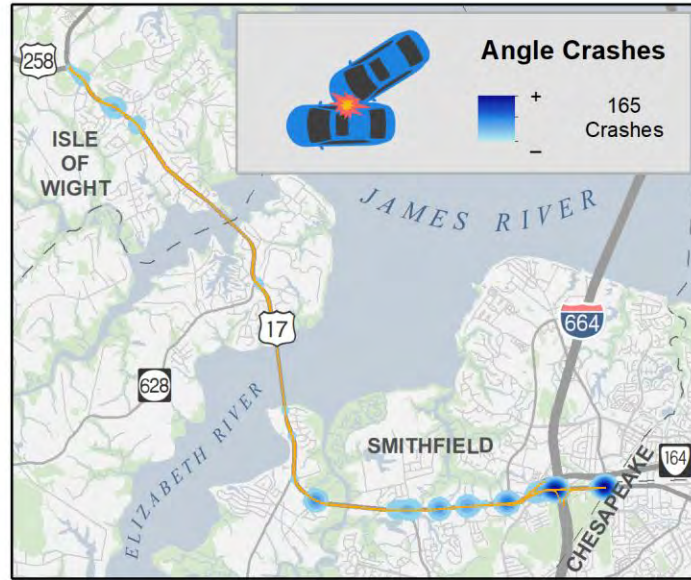 258
Angle Crashes
+
165
Crashes
–
ISLE
OF
WIGHT
JAMES RIVER
17
664
628
SMITHFIELD
164
ELIZABETH RIVER
CHESAPEAKE